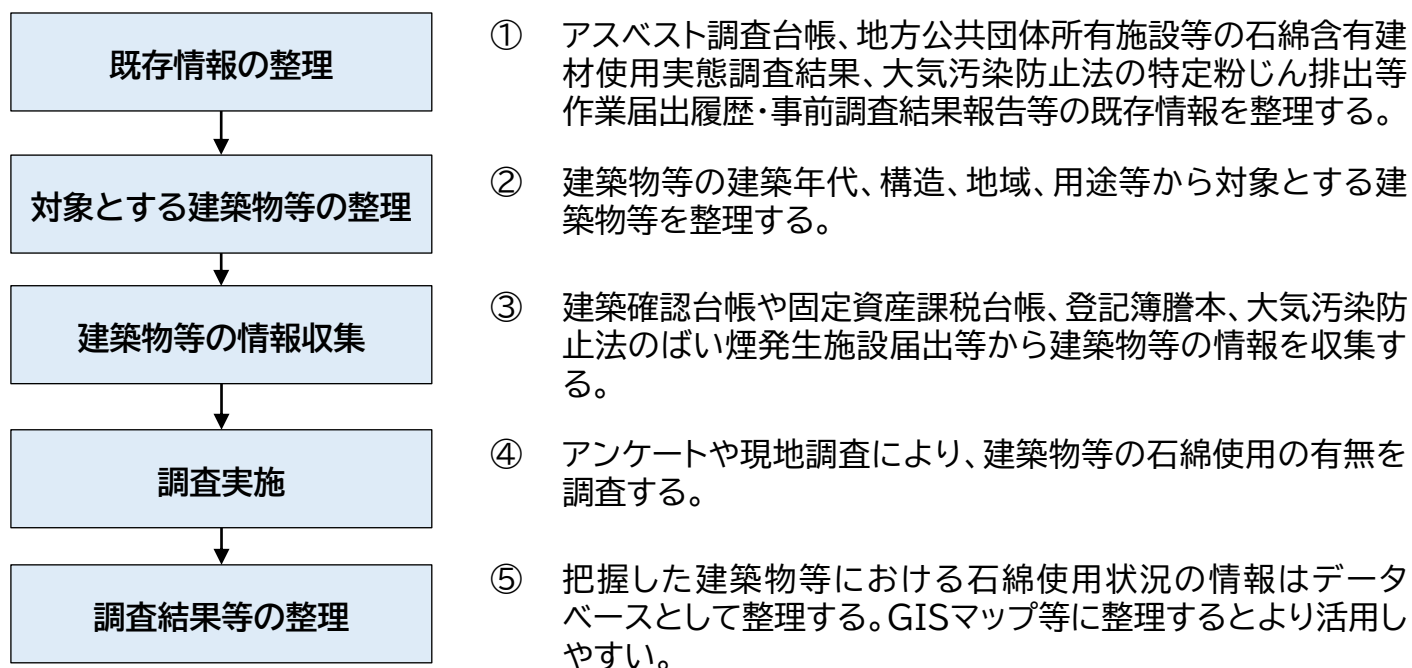 既存情報の整理
① アスベスト調査台帳、地方公共団体所有施設等の石綿含有建
材使用実態調査結果、大気汚染防止法の特定粉じん排出等
作業届出履歴・事前調査結果報告等の既存情報を整理する。
対象とする建築物等の整理
② 建築物等の建築年代、構造、地域、用途等から対象とする建
築物等を整理する。
建築物等の情報収集
③ 建築確認台帳や固定資産課税台帳、登記簿謄本、大気汚染防
止法のばい煙発生施設届出等から建築物等の情報を収集す
る。
調査実施
④ アンケートや現地調査により、建築物等の石綿使用の有無を
調査する。
調査結果等の整理
⑤ 把握した建築物等における石綿使用状況の情報はデータ
ベースとして整理する。GISマップ等に整理するとより活用し
やすい。